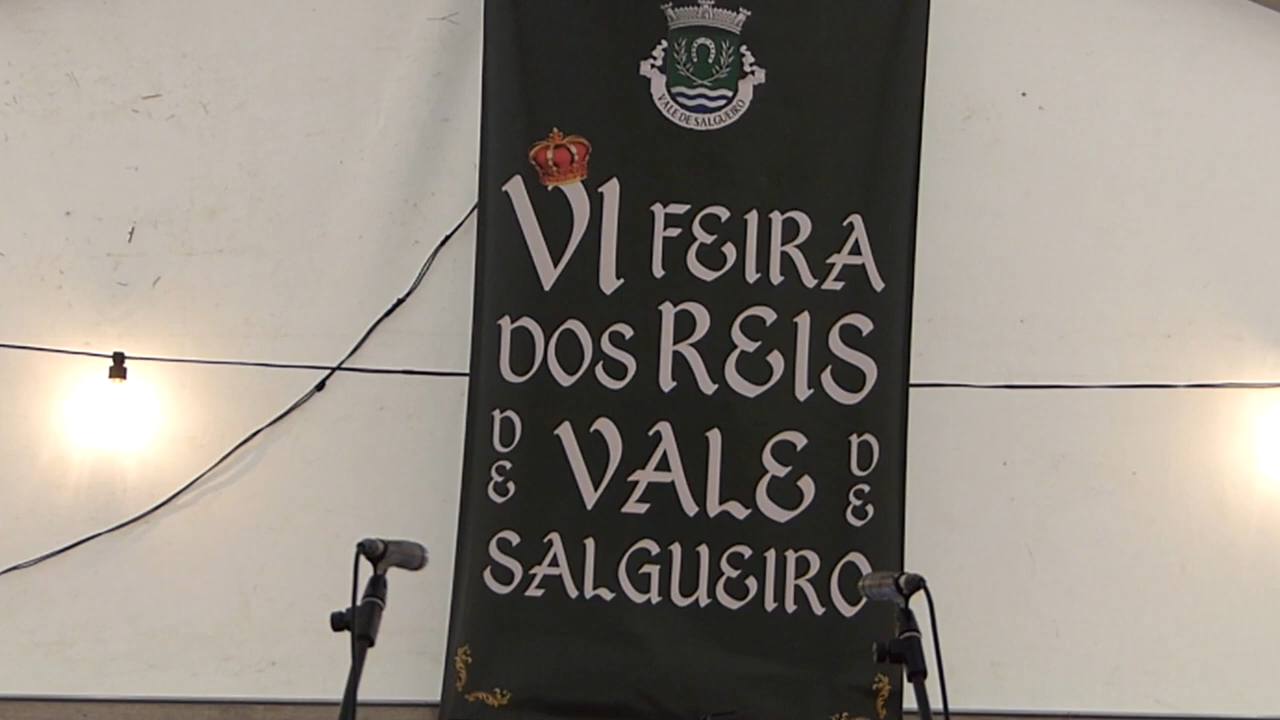 VALE DE SALGUEIRO
VI FEIRA
DOS REIS
DE VALE DE
SALGUEIRO